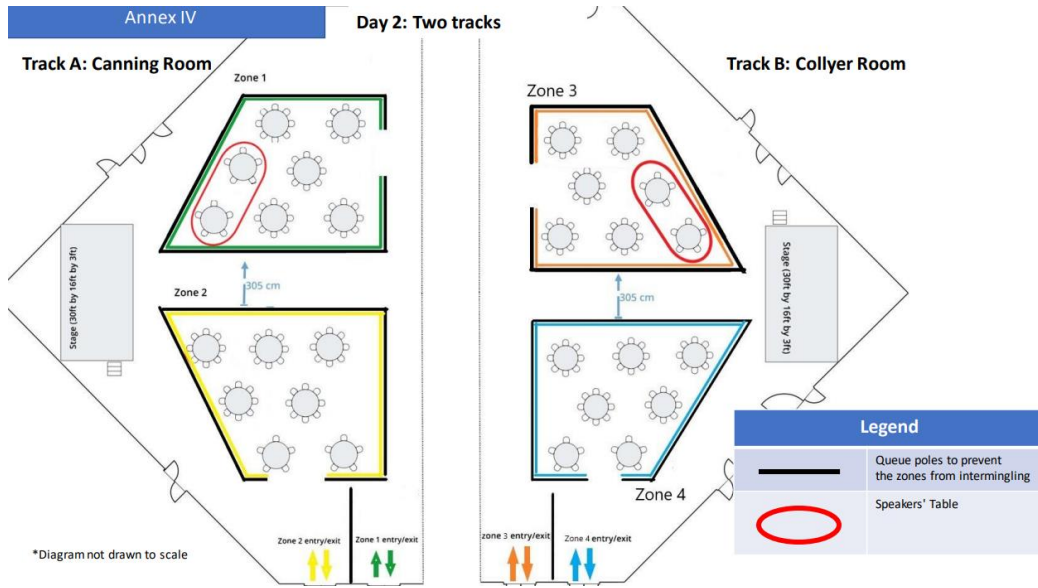 Annex IV
Day 2: Two tracks
Track A: Canning Room
Track B: Collyer Room
Zone 1
Zone 3
Stage (30ft by 16ft by 3ft)
Stage (30ft by 16ft by 3ft)
305 cm
305 cm
Zone 2
Zone 4
Legend
Queue poles to prevent
the zones from intermingling
Speakers' Table
*Diagram not drawn to scale
Zone 2 entry/exit
Zone 1 entry/exit
zone 3 entry/exit
Zone 4 entry/exit